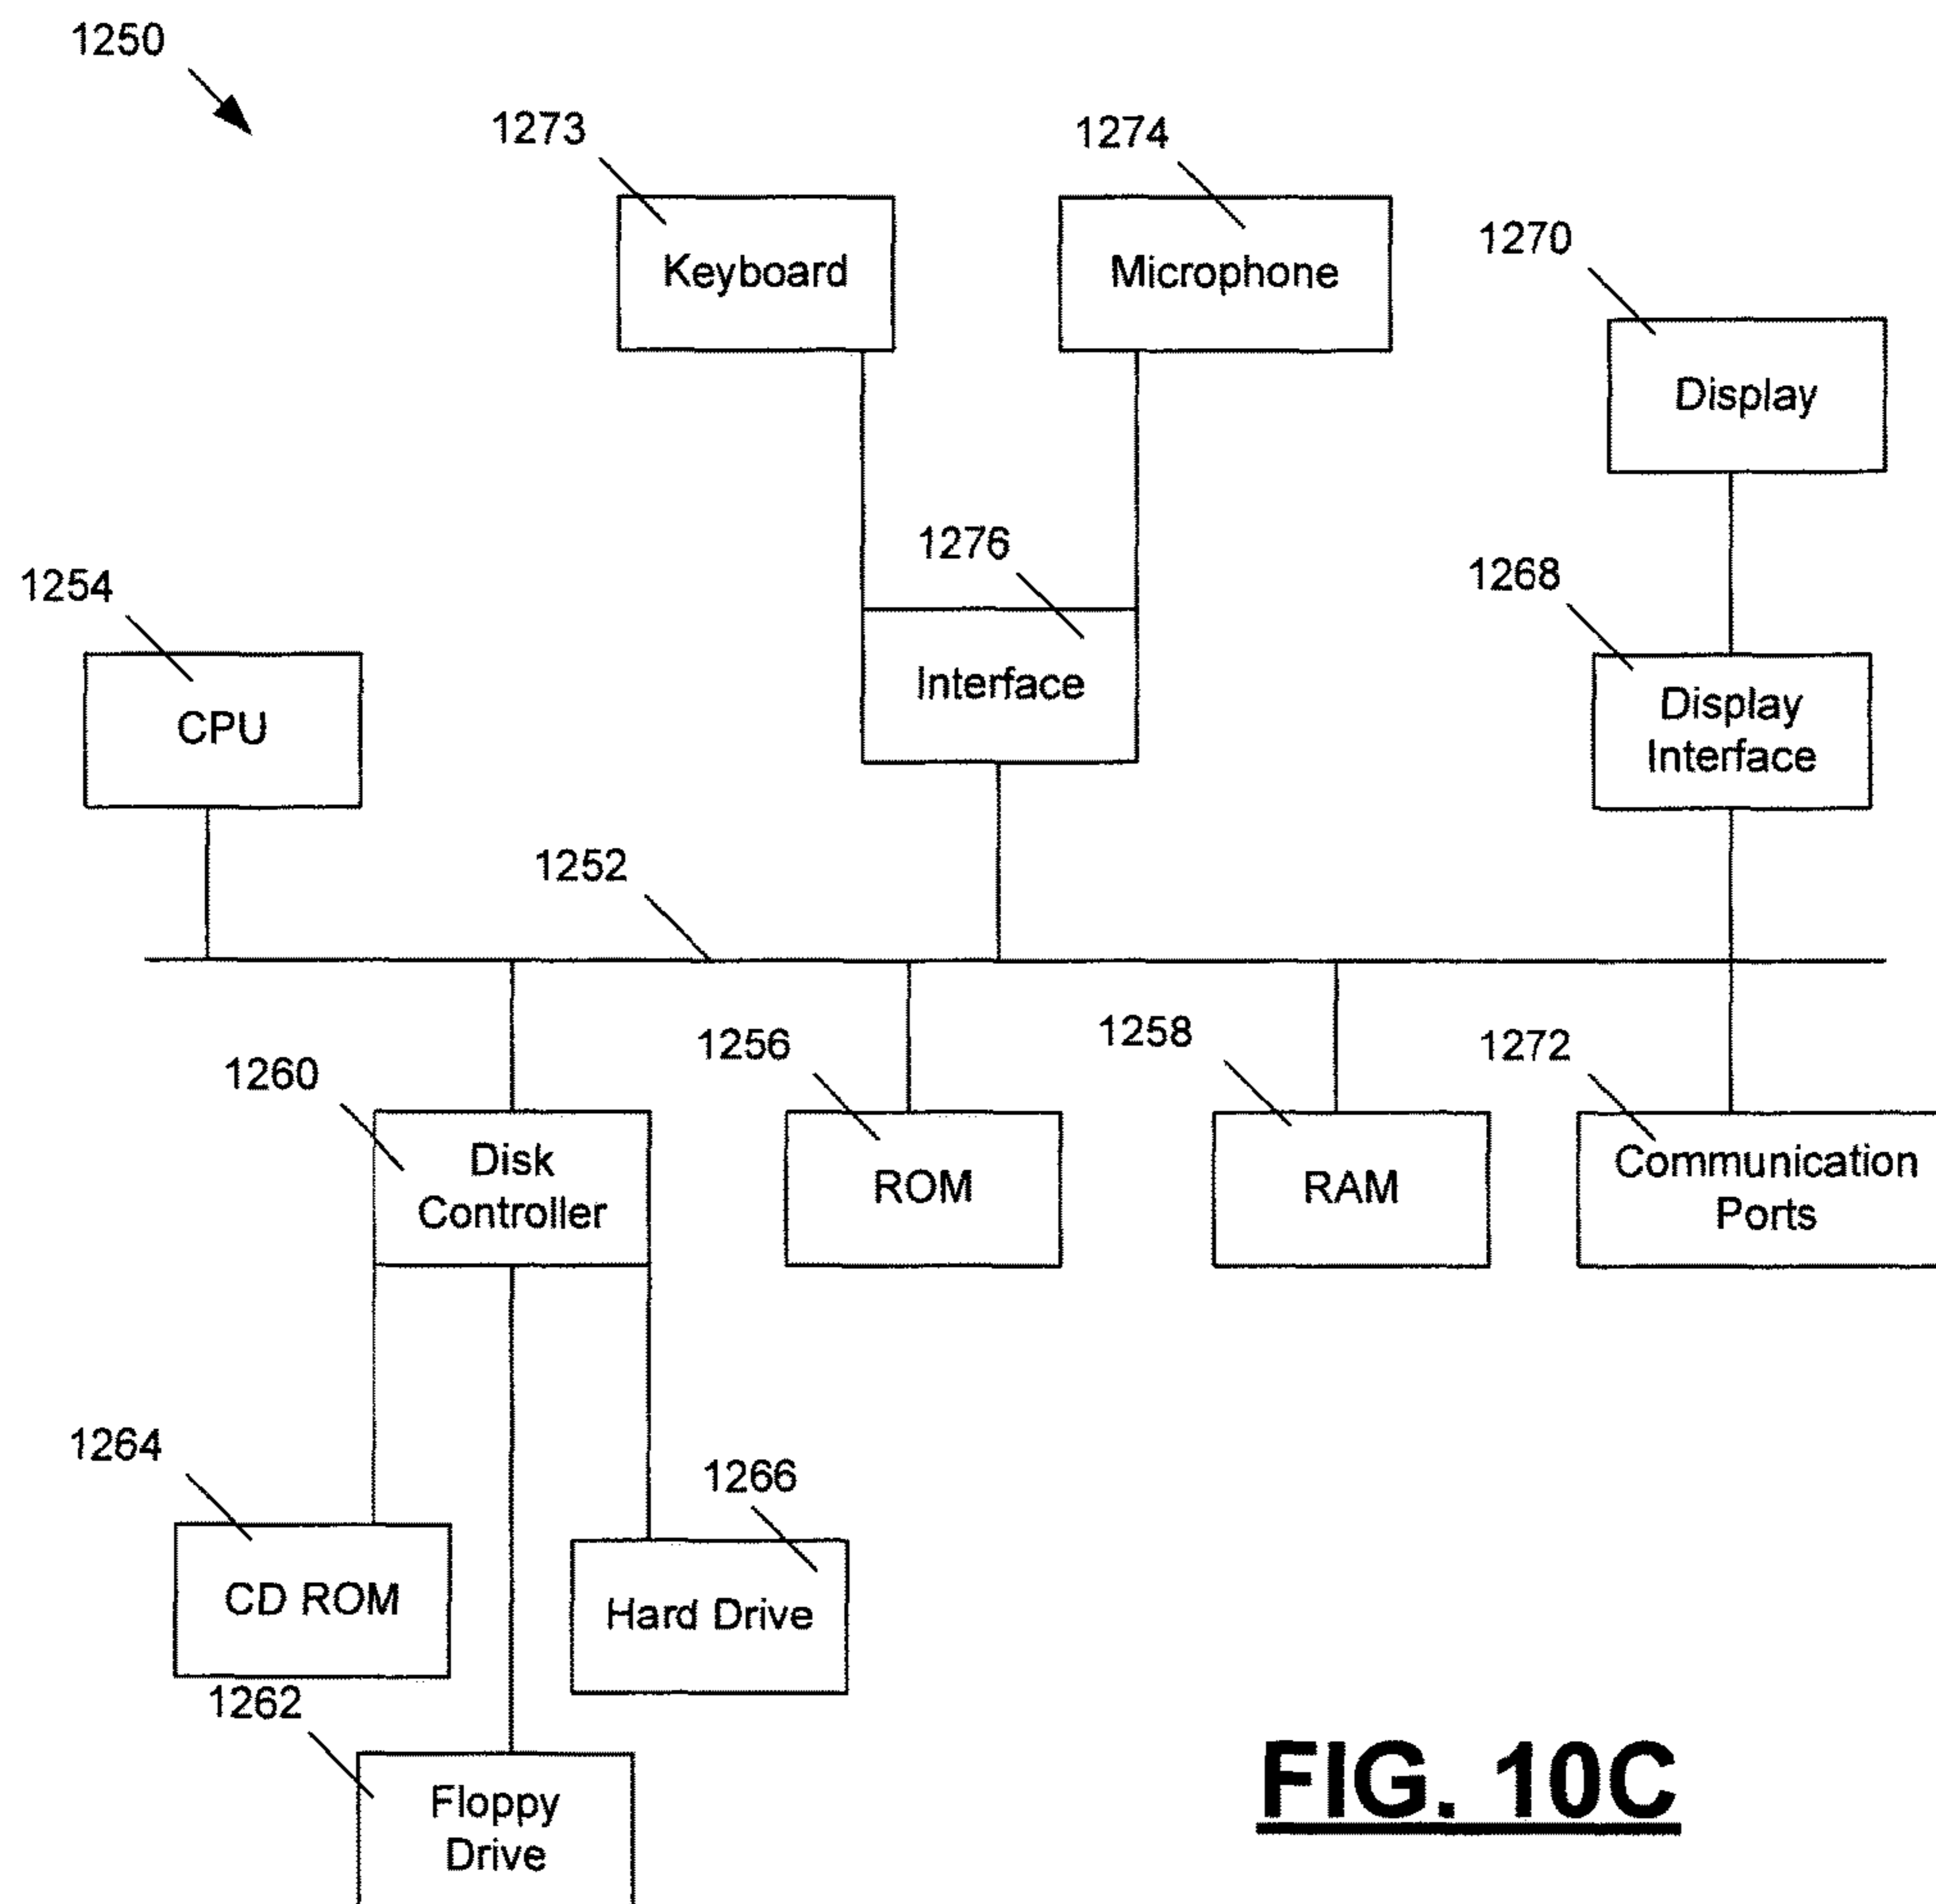 1250
1273
1274
Keyboard
Microphone
1270
Display
1276
1254
1268
Interface
CPU
Display
Interface
1252
1260
1256
1258
1272
Disk
Controller
ROM
RAM
Communication
Ports
1264
1266
CD ROM
Hard Drive
1262
Floppy
Drive
FIG. 10C